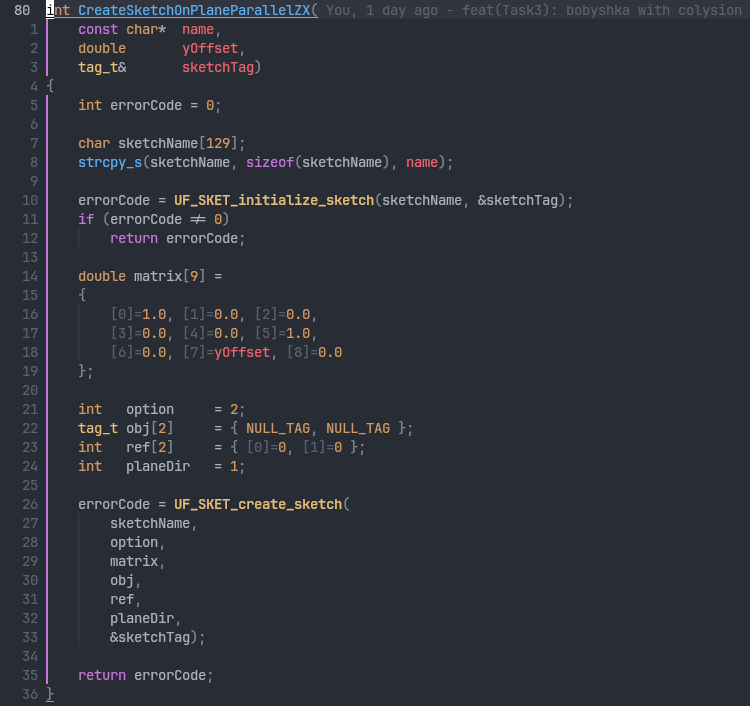 80 int CreateSketchOnPlaneParallelZX( You, 1 day ago - feat(Task3): bobyshka with colysion
1     const char*  name,
2     double       yOffset,
3     tag_t&       sketchTag)
4 {
5     int errorCode = 0;
6
7     char sketchName[129];
8     strcpy_s(sketchName, sizeof(sketchName), name);
9
10     errorCode = UF_SKET_initialize_sketch(sketchName, &sketchTag);
11     if (errorCode ≠ 0)
12         return errorCode;
13
14     double matrix[9] =
15     {
16         [0]=1.0, [1]=0.0, [2]=0.0,
17         [3]=0.0, [4]=0.0, [5]=1.0,
18         [6]=0.0, [7]=yOffset, [8]=0.0
19     };
20
21     int   option     = 2;
22     tag_t obj[2]     = { NULL_TAG, NULL_TAG };
23     int   ref[2]     = { [0]=0, [1]=0 };
24     int   planeDir   = 1;
25
26     errorCode = UF_SKET_create_sketch(
27         sketchName,
28         option,
29         matrix,
30         obj,
31         ref,
32         planeDir,
33         &sketchTag);
34
35     return errorCode;
36 }